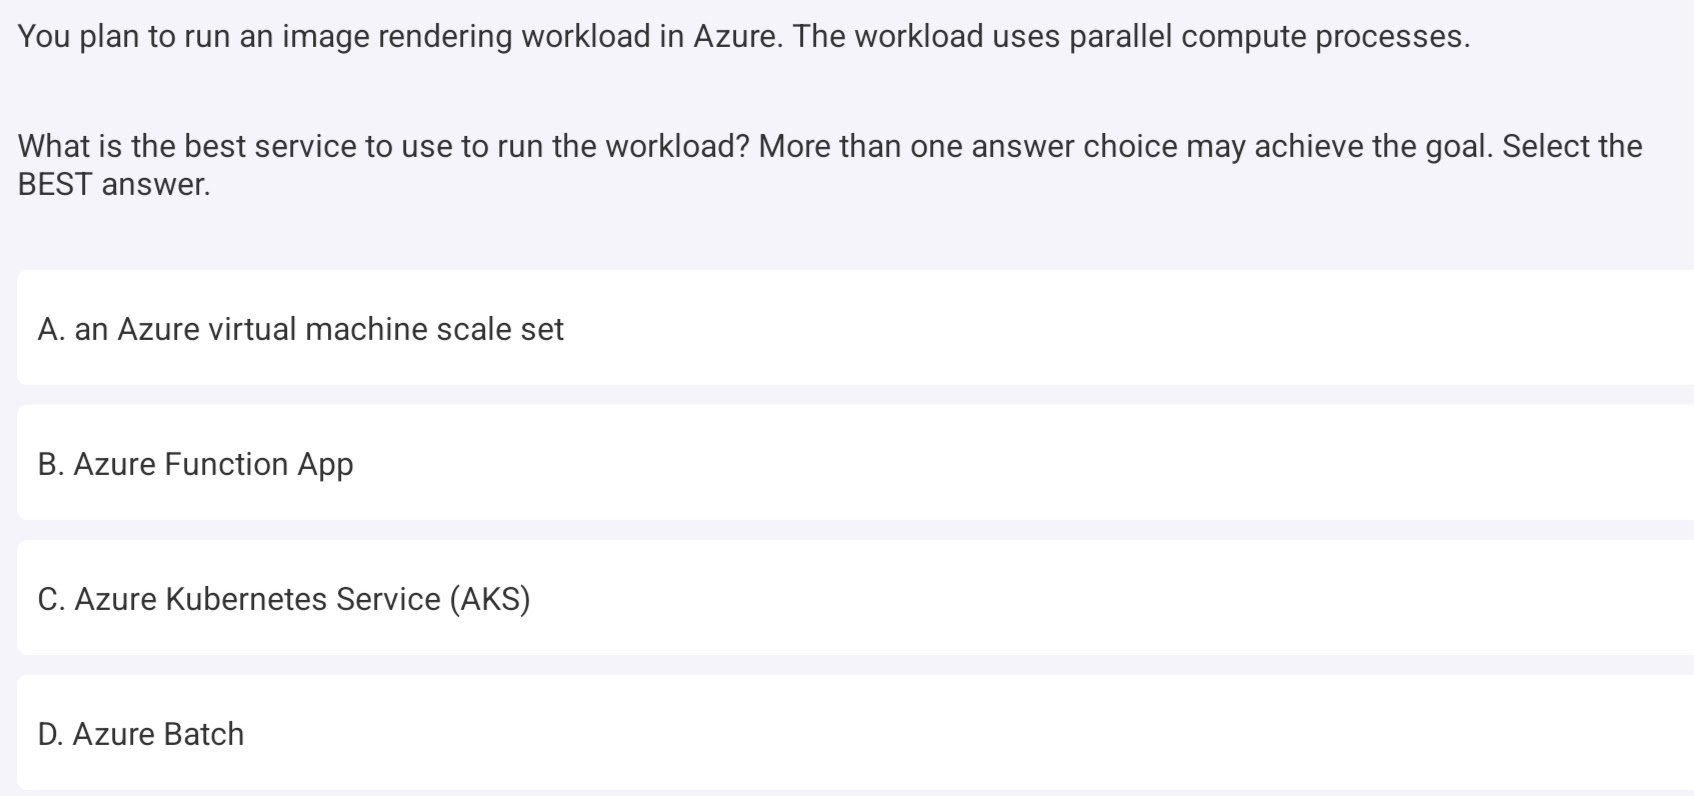 You plan to run an image rendering workload in Azure. The workload uses parallel compute processes.
What is the best service to use to run the workload? More than one answer choice may achieve the goal. Select the
BEST answer.
A. an Azure virtual machine scale set
B. Azure Function App
C. Azure Kubernetes Service (AKS)
D. Azure Batch